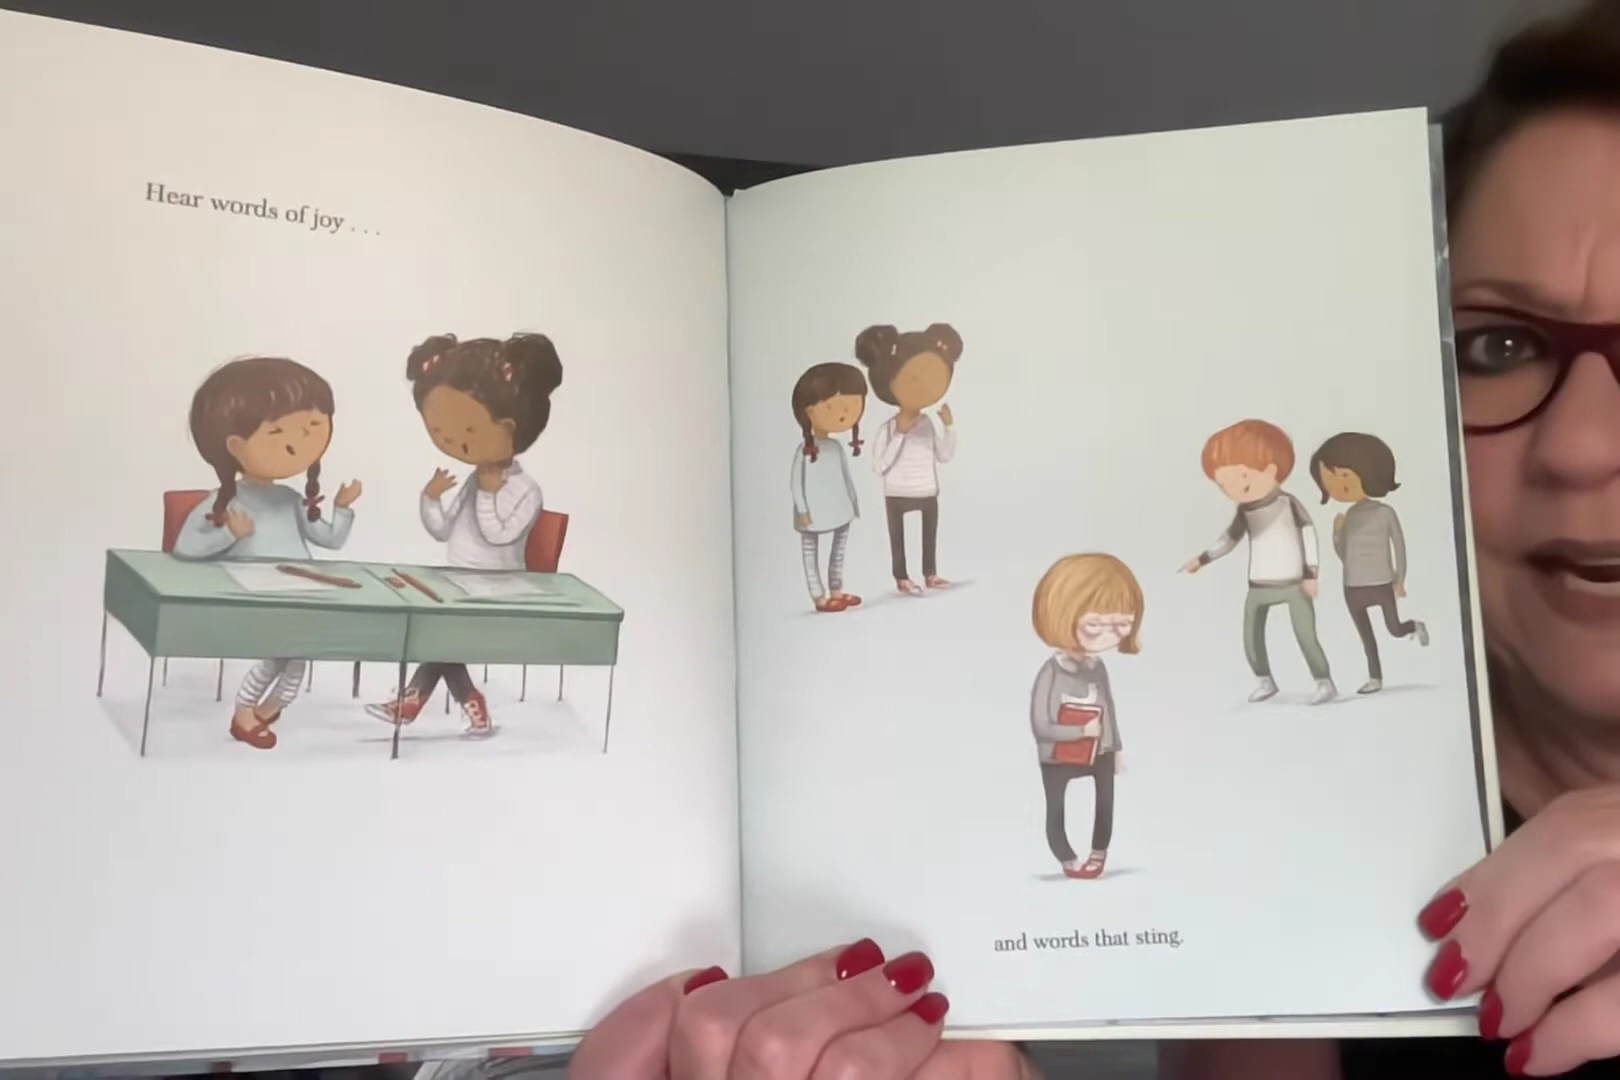 Hear words of joy . . .
and words that sting.